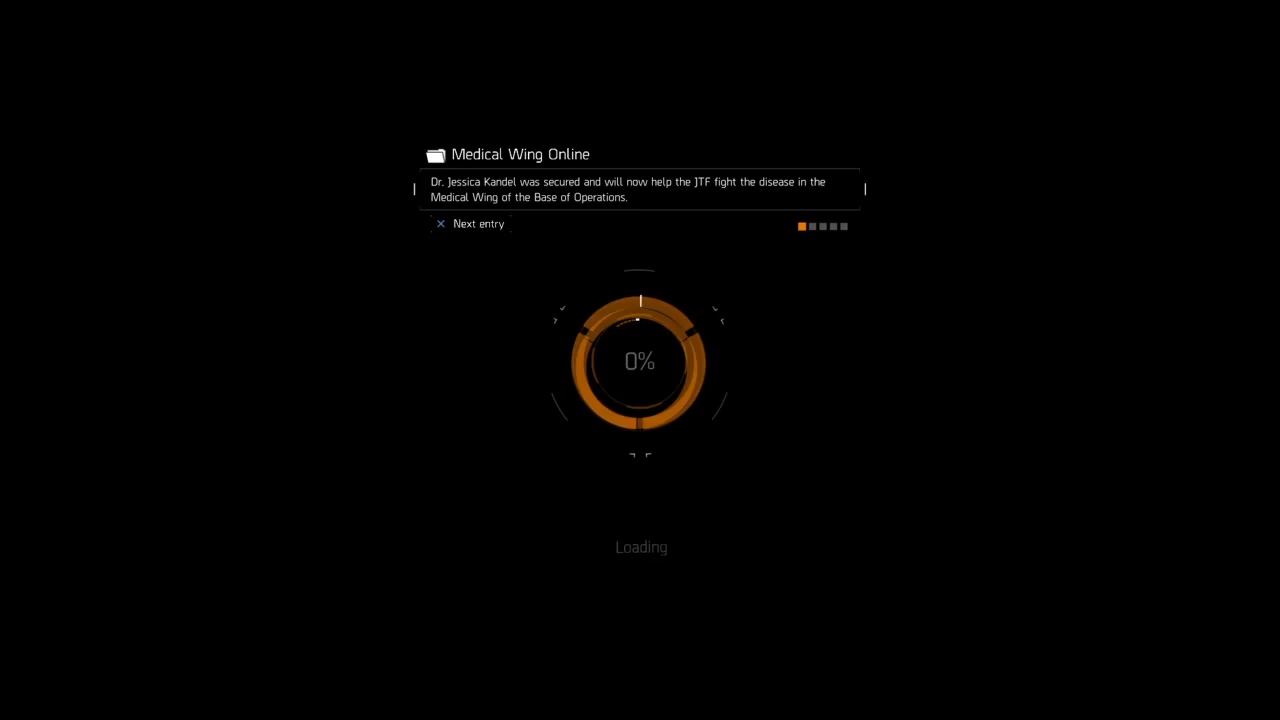 Medical Wing Online
Dr. Jessica Kandel was secured and will now help the JTF fight the disease in the
Medical Wing of the Base of Operations.
Next entry
0%
Loading